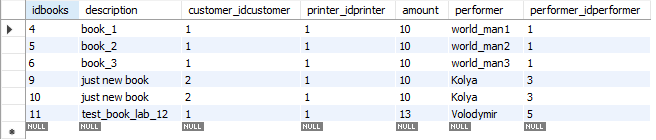 idbooks description customer_idcustomer printer_idprinter amount performer performer_idperformer
4 book_1 1 1 10 world_man1 1
5 book_2 1 1 10 world_man2 1
6 book_3 1 1 10 world_man3 1
9 just new book 2 1 10 Kolya 3
10 just new book 2 1 10 Kolya 3
11 test_book_lab_12 1 1 13 Volodymir 5
NULL NULL NULL NULL NULL NULL NULL